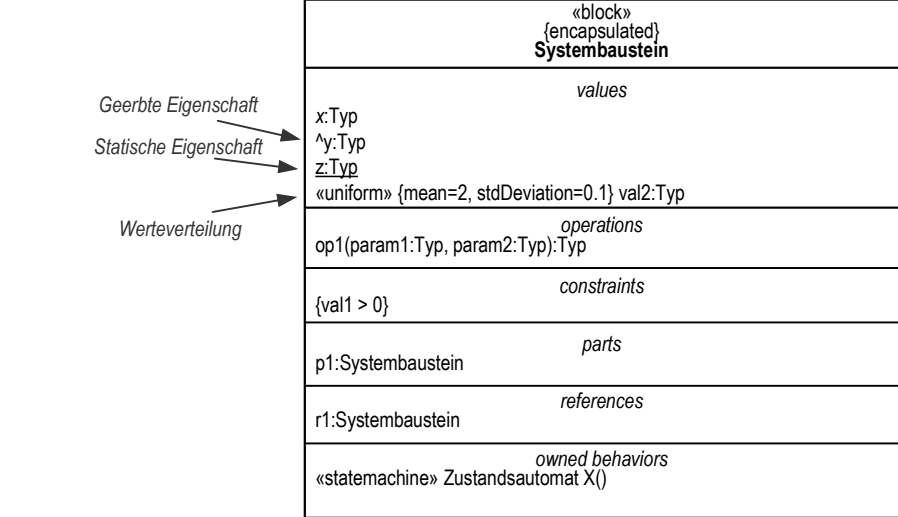 «block»
{encapsulated}
Systembaustein
values
Geerbte Eigenschaft
x:Typ
^y:Typ
Statische Eigenschaft
z:Typ
«uniform» {mean=2, stdDeviation=0.1} val2:Typ
Werteverteilung
operations
op1(param1:Typ, param2:Typ):Typ
constraints
{val1 > 0}
parts
p1:Systembaustein
references
r1:Systembaustein
owned behaviors
«statemachine» Zustandsautomat X()